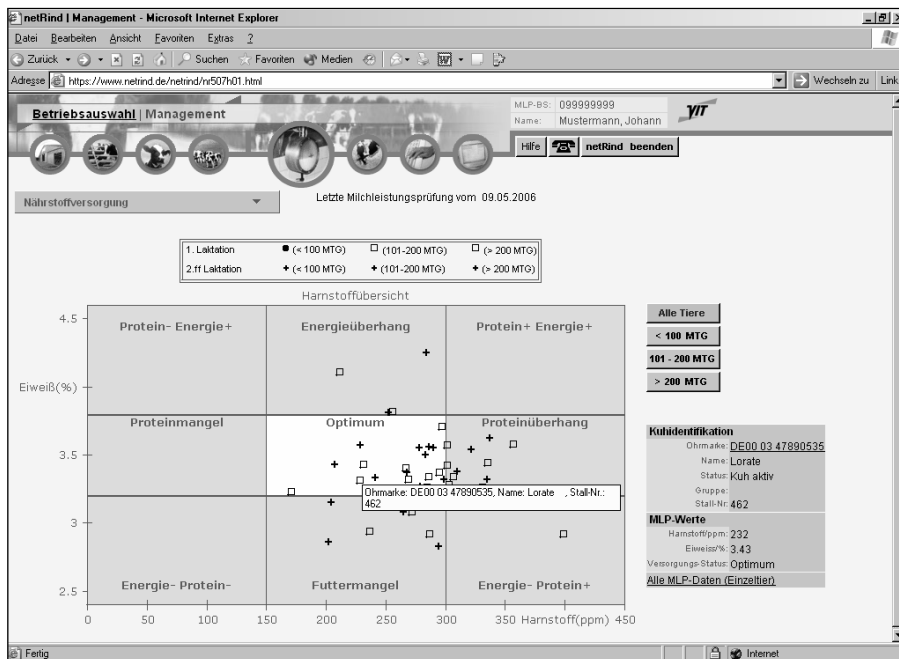 netRind | Management - Microsoft Internet Explorer
Datei Bearbeiten Ansicht Favoriten Extras ?
Zurück Suchen Favoriten Medien
Adresse https://www.netrind.de/netrind/nr507h01.html Wechseln zu Link
Betriebsauswahl | Management
MLP-BS: 099999999
Name: Mustermann, Johann
VIT
Hilfe netRind beenden
Nährstoffversorgung
Letzte Milchleistungsprüfung vom 09.05.2006
1. Laktation (< 100 MTG) (101-200 MTG) (> 200 MTG)
2.ff Laktation (< 100 MTG) (101-200 MTG) (> 200 MTG)
Harnstoffübersicht
4.5
Protein- Energie+ Energieüberhang Protein+ Energie+
Eiweiß(%)
Proteinmangel Optimum Proteinüberhang
3.5
Ohrmarke: DE00 03 47890535, Name: Lorate , Stall-Nr.:
462
3
Energie- Protein- Futtermangel Energie- Protein+
2.5
0 50 100 150 200 250 300 350 Harnstoff(ppm) 450
Alle Tiere
< 100 MTG
101 - 200 MTG
> 200 MTG
Kuhidentifikation
Ohrmarke: DE00 03 47890535
Name: Lorate
Status: Kuh aktiv
Gruppe:
Stall-Nr: 462
MLP-Werte
Harnstoff/ppm: 232
Eiweiss/%: 3.43
Versorgungs-Status: Optimum
Alle MLP-Daten (Einzeltier)
Fertig Internet